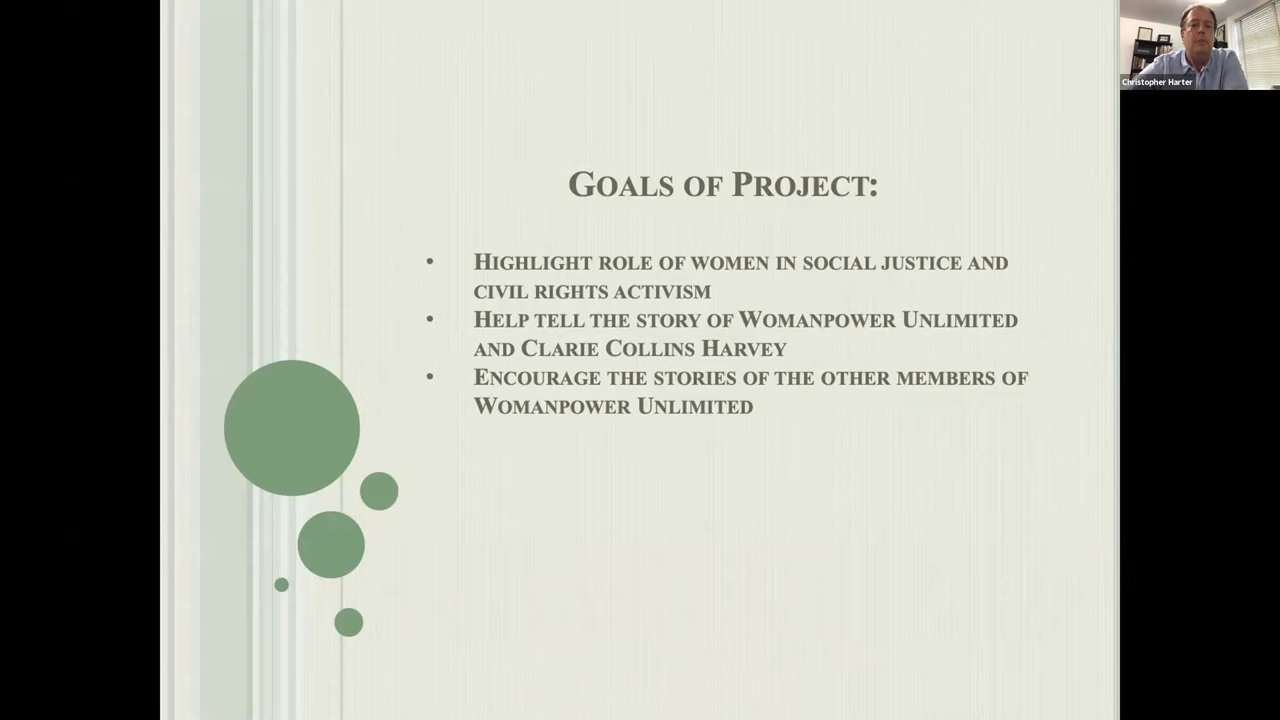 Goals of Project:
• Highlight role of women in social justice and
civil rights activism
• Help tell the story of Womanpower Unlimited
and Clarie Collins Harvey
• Encourage the stories of the other members of
Womanpower Unlimited
Christopher Harter